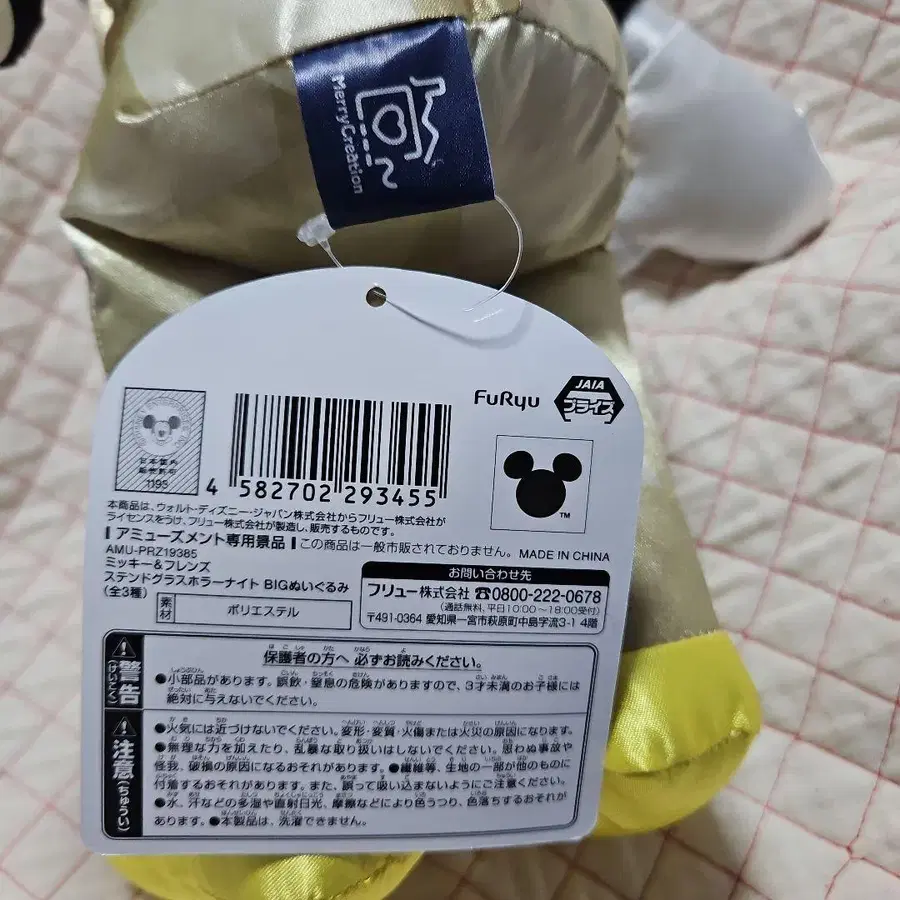 MerryCreation
FuRyu
JAIA
プライズ
日本国内
販売許可
1195
4 582702 293455
TM
本商品は、ウォルト・ディズニー・ジャパン株式会社からフリュー株式会社が
ライセンスをうけ、フリュー株式会社が製造し、販売するものです。
アミューズメント専用景品 この商品は一般市販されておりません。 MADE IN CHINA
AMU-PRZ19385
ミッキー&フレンズ
ステンドグラスホラーナイト BIGぬいぐるみ
(全3種)
素材 ポリエステル
お問い合わせ先
フリュー株式会社 ☎0800-222-0678
(通話無料、平日10:00~18:00受付)
〒491-0364 愛知県一宮市萩原町中島字流3-1 4階
警告(けいこく)
保護者の方へ 必ずお読みください。
●小部品があります。誤飲・窒息の危険がありますので、3才未満のお子様には
絶対に与えないでください。
注意(ちゅうい)
●火気には近づけないでください。変形・変質・火傷または火災の原因になります。
●無理な力を加えたり、乱暴な取り扱いはしないでください。思わぬ事故や
怪我、破損の原因になるおそれがあります。●繊維等、生地の一部が他のものに
付着するおそれがあります。また、誤って吸い込まないようにご注意ください。
●水、汗などの多湿や直射日光、摩擦などにより色うつり、色落ちするおそれが
あります。●本製品は、洗濯できません。